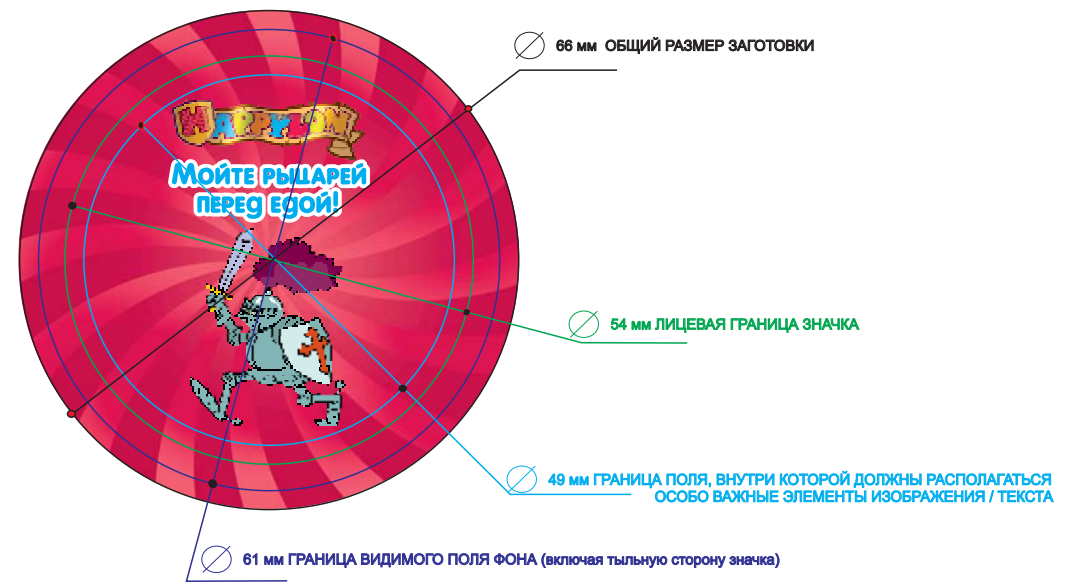 HAPPYLON
Мойте рыцарей
перед едой!
66 мм ОБЩИЙ РАЗМЕР ЗАГОТОВКИ
54 мм ЛИЦЕВАЯ ГРАНИЦА ЗНАЧКА
49 мм ГРАНИЦА ПОЛЯ, ВНУТРИ КОТОРОЙ ДОЛЖНЫ РАСПОЛАГАТЬСЯ
ОСОБО ВАЖНЫЕ ЭЛЕМЕНТЫ ИЗОБРАЖЕНИЯ / ТЕКСТА
61 мм ГРАНИЦА ВИДИМОГО ПОЛЯ ФОНА (включая тыльную сторону значка)